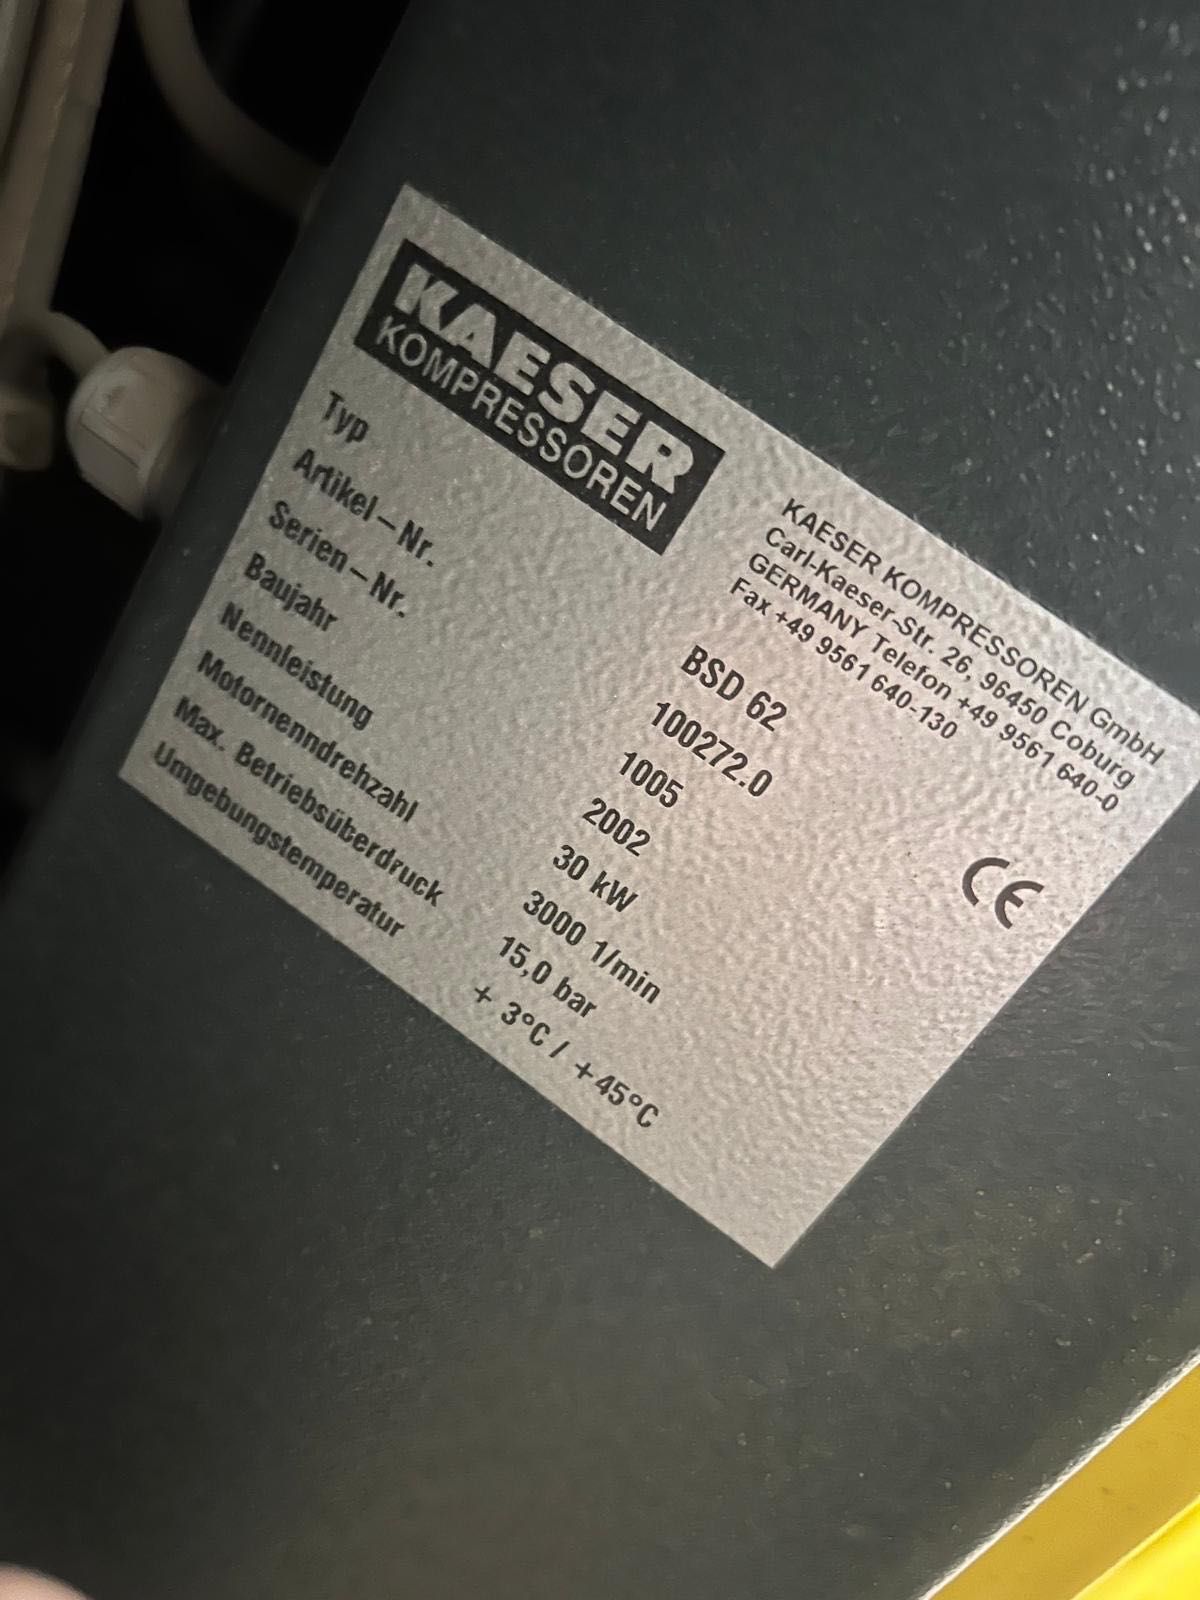 KAESER
KOMPRESSOREN
KAESER KOMPRESSOREN GmbH
Carl-Kaeser-Str. 26, 96450 Coburg
GERMANY Telefon +49 9561 640-0
Fax +49 9561 640-130
Typ BSD 62
Artikel – Nr. 100272.0
Serien – Nr. 1005
Baujahr 2002
Nennleistung 30 kW
Motornenndrehzahl 3000 1/min
Max. Betriebsüberdruck 15,0 bar
Umgebungstemperatur + 3°C / +45°C
CE